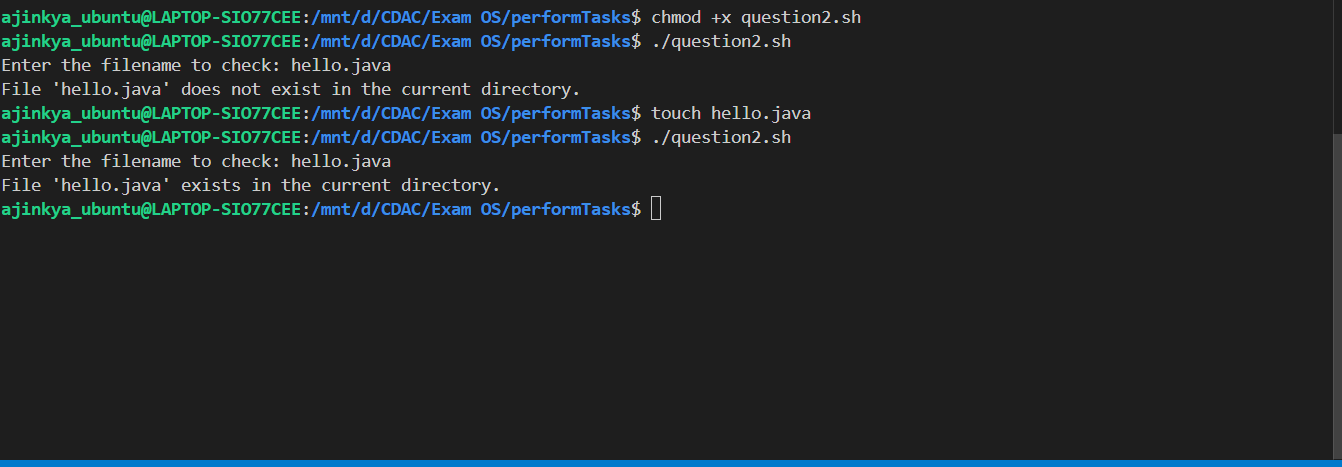 ajinkya_ubuntu@LAPTOP-SIO77CEE:/mnt/d/CDAC/Exam OS/performTasks$ chmod +x question2.sh
ajinkya_ubuntu@LAPTOP-SIO77CEE:/mnt/d/CDAC/Exam OS/performTasks$ ./question2.sh
Enter the filename to check: hello.java
File 'hello.java' does not exist in the current directory.
ajinkya_ubuntu@LAPTOP-SIO77CEE:/mnt/d/CDAC/Exam OS/performTasks$ touch hello.java
ajinkya_ubuntu@LAPTOP-SIO77CEE:/mnt/d/CDAC/Exam OS/performTasks$ ./question2.sh
Enter the filename to check: hello.java
File 'hello.java' exists in the current directory.
ajinkya_ubuntu@LAPTOP-SIO77CEE:/mnt/d/CDAC/Exam OS/performTasks$